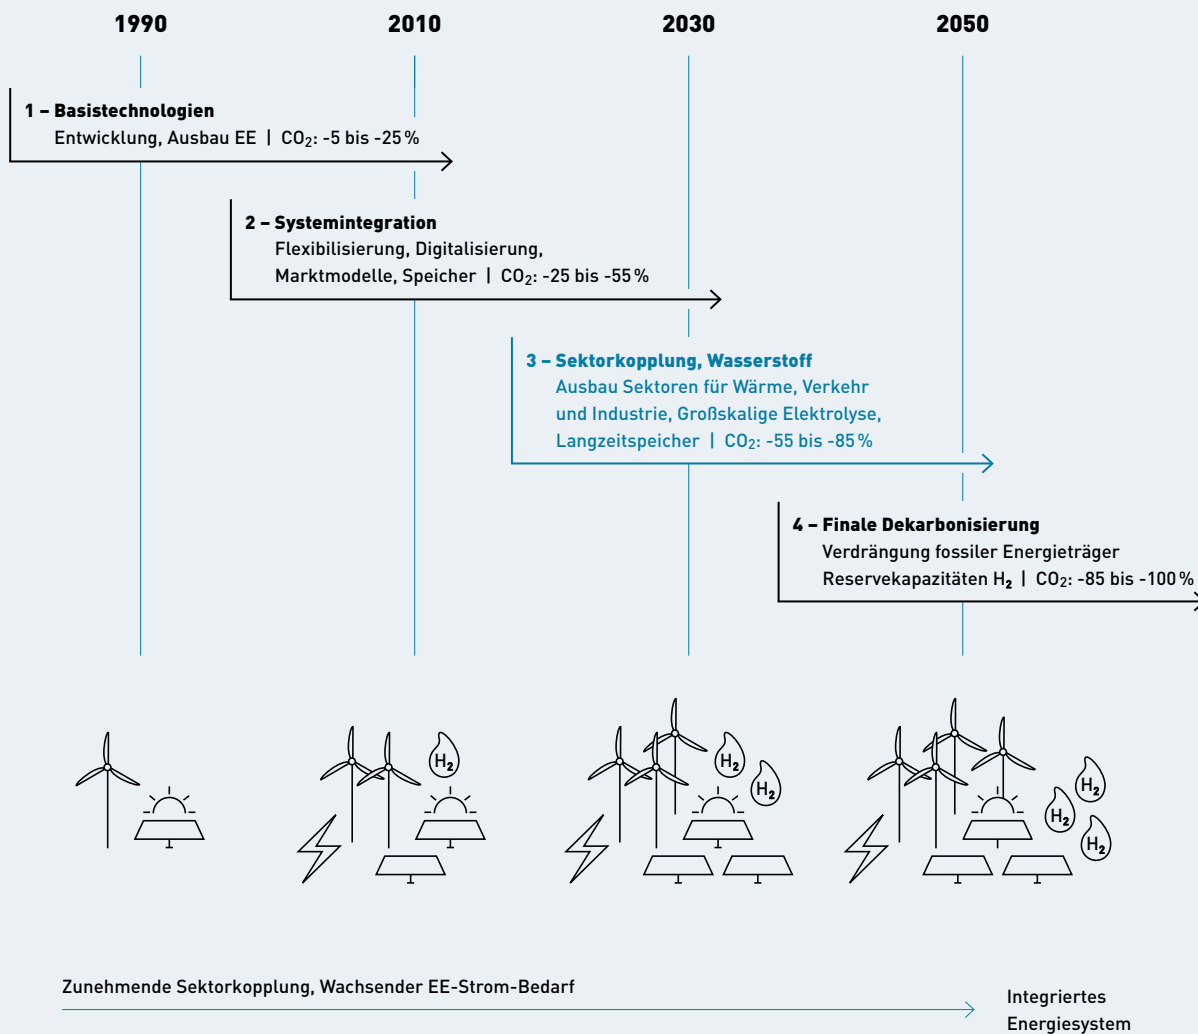 1990 2010 2030 2050
1 – Basistechnologien
Entwicklung, Ausbau EE | CO₂: -5 bis -25 %
2 – Systemintegration
Flexibilisierung, Digitalisierung,
Marktmodelle, Speicher | CO₂: -25 bis -55 %
3 – Sektorkopplung, Wasserstoff
Ausbau Sektoren für Wärme, Verkehr
und Industrie, Großskalige Elektrolyse,
Langzeitspeicher | CO₂: -55 bis -85 %
4 – Finale Dekarbonisierung
Verdrängung fossiler Energieträger
Reservekapazitäten H₂ | CO₂: -85 bis -100 %
H₂
H₂
H₂
H₂
H₂
H₂
Zunehmende Sektorkopplung, Wachsender EE-Strom-Bedarf
Integriertes
Energiesystem